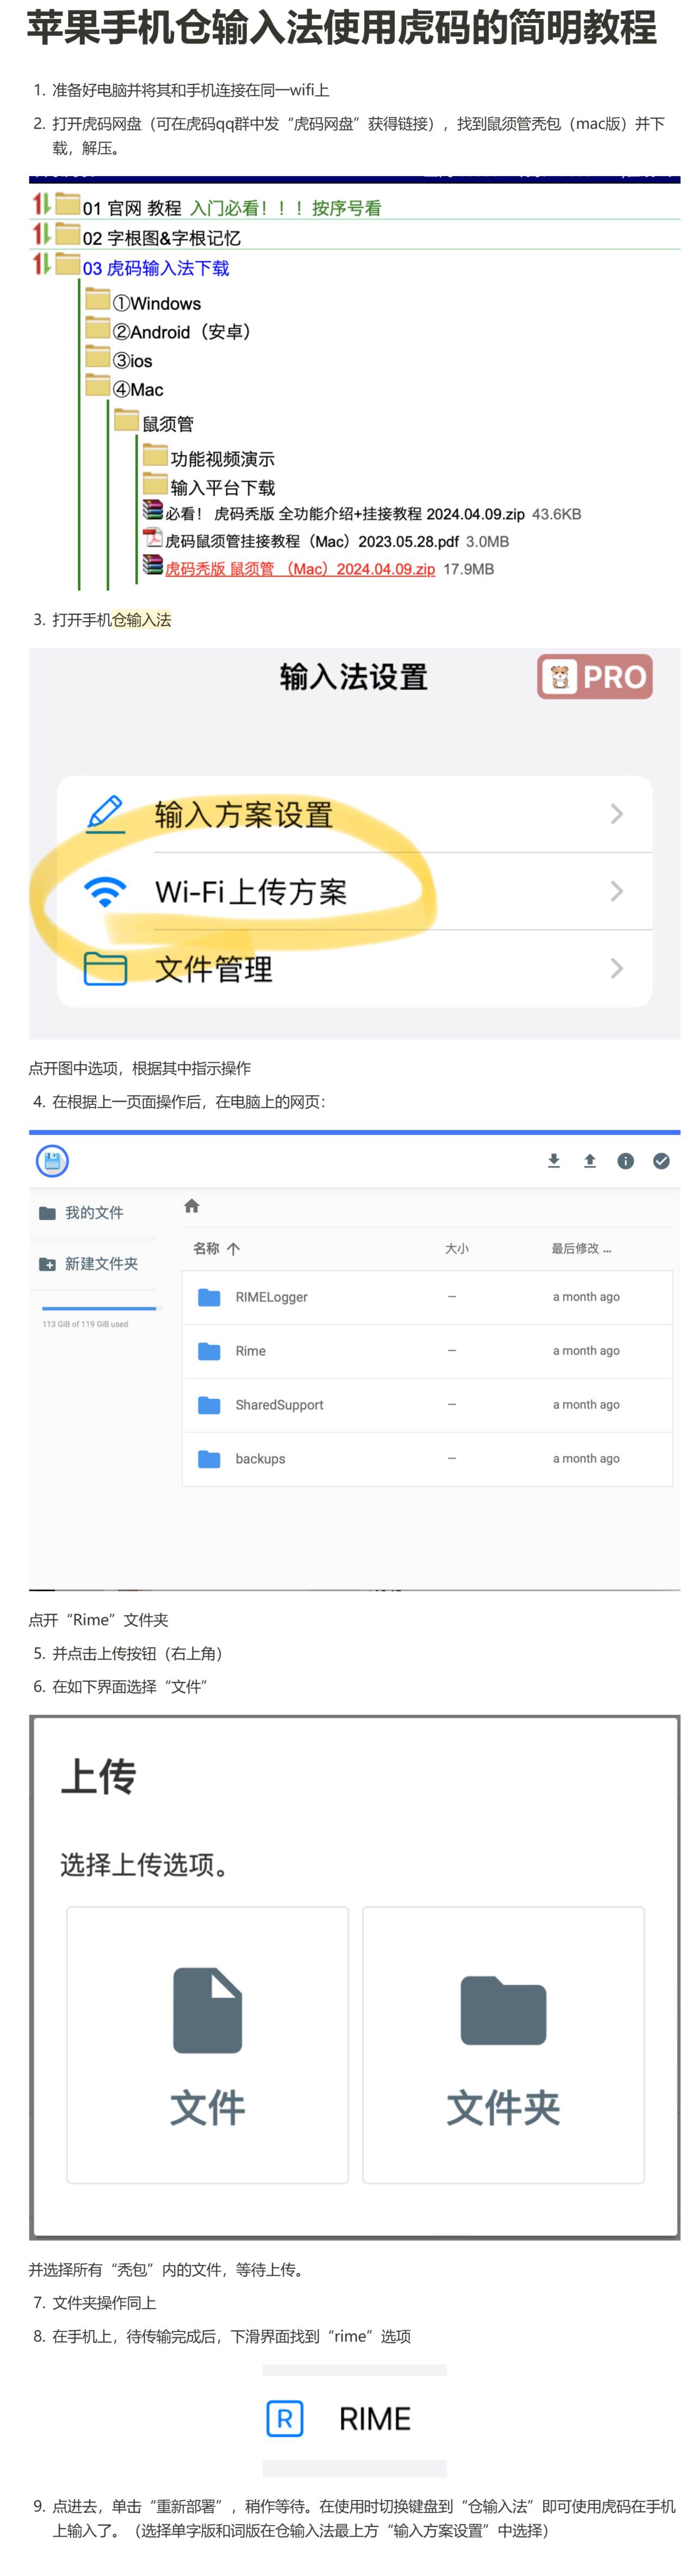 苹果手机仓输入法使用虎码的简明教程
1. 准备好电脑并将其和手机连接在同一wifi上
2. 打开虎码网盘（可在虎码qq群中发“虎码网盘”获得链接），找到鼠须管秃包（mac版）并下
载，解压。
01 官网 教程 入门必看！！！按序号看
02 字根图&字根记忆
03 虎码输入法下载
①Windows
②Android（安卓）
③ios
④Mac
鼠须管
功能视频演示
输入平台下载
必看！ 虎码秃版 全功能介绍+挂接教程 2024.04.09.zip 43.6KB
虎码鼠须管挂接教程（Mac）2023.05.28.pdf 3.0MB
虎码秃版 鼠须管 （Mac）2024.04.09.zip 17.9MB
3. 打开手机仓输入法
输入法设置
PRO
输入方案设置
Wi-Fi上传方案
文件管理
点开图中选项，根据其中指示操作
4. 在根据上一页面操作后，在电脑上的网页：
我的文件
新建文件夹
113 GiB of 119 GiB used
名称 大小 最后修改 ...
RIMELogger — a month ago
Rime — a month ago
SharedSupport — a month ago
backups — a month ago
点开“Rime”文件夹
5. 并点击上传按钮（右上角）
6. 在如下界面选择“文件”
上传
选择上传选项。
文件 文件夹
并选择所有“秃包”内的文件，等待上传。
7. 文件夹操作同上
8. 在手机上，待传输完成后，下滑界面找到“rime”选项
R RIME
9. 点进去，单击“重新部署”，稍作等待。在使用时切换键盘到“仓输入法”即可使用虎码在手机
上输入了。（选择单字版和词版在仓输入法最上方“输入方案设置”中选择）